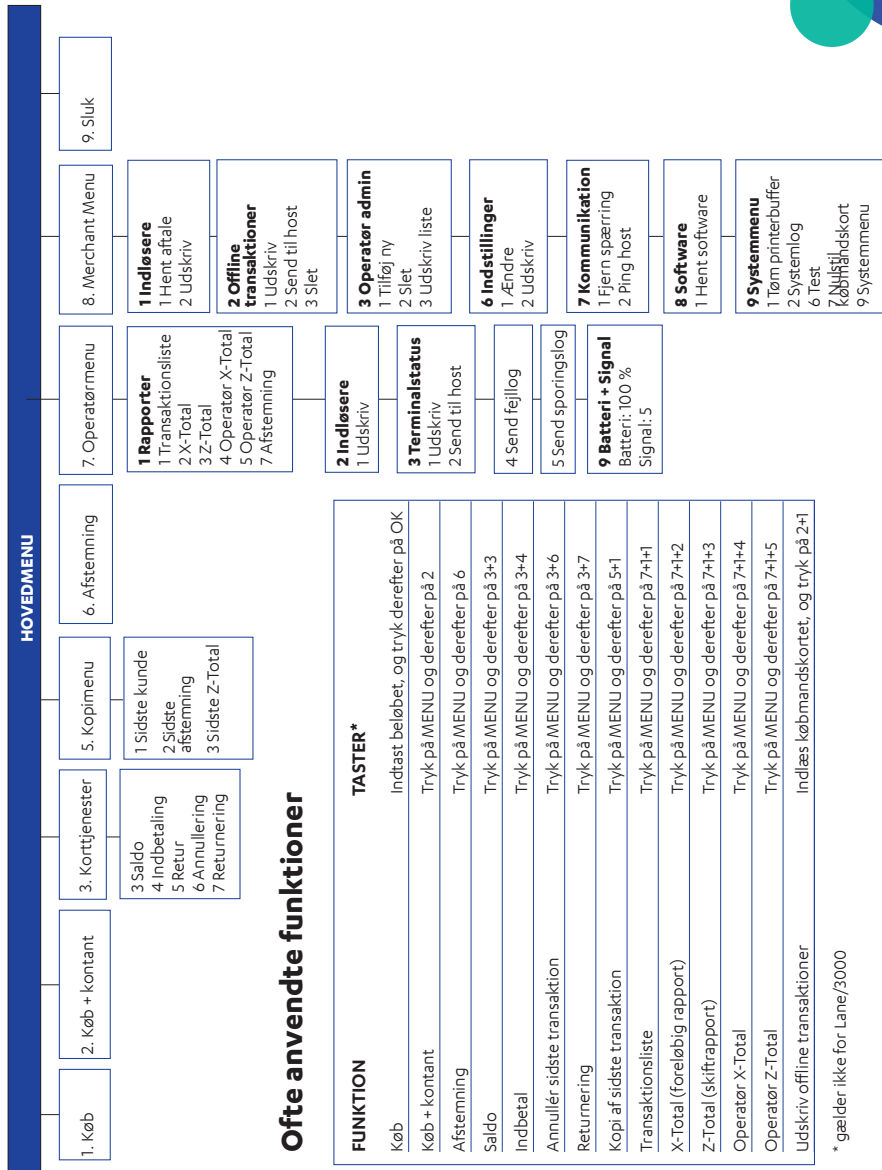 HOVEDMENU
1. Køb
2. Køb + kontant
3. Korttjenester
3 Saldo
4 Indbetaling
5 Retur
6 Annullering
7 Returnering
5. Kopimenu
1 Sidste kunde
2 Sidste
afstemning
3 Sidste Z-Total
6. Afstemning
7. Operatørmenu
1 Rapporter
1 Transaktionsliste
2 X-Total
3 Z-Total
4 Operatør X-Total
5 Operatør Z-Total
7 Afstemning
2 Indløsere
1 Udskriv
3 Terminalstatus
1 Udskriv
2 Send til host
4 Send fejllog
5 Send sporingslog
9 Batteri + Signal
Batteri: 100 %
Signal: 5
8. Merchant Menu
1 Indløsere
1 Hent aftale
2 Udskriv
2 Offline
transaktioner
1 Udskriv
2 Send til host
3 Slet
3 Operatør admin
1 Tilføj ny
2 Slet
3 Udskriv liste
6 Indstillinger
1 Ændre
2 Udskriv
7 Kommunikation
1 Fjern spærring
2 Ping host
8 Software
1 Hent software
9 Systemmenu
1 Tøm printerbuffer
2 Systemlog
6 Test
7 Nulstil
købmandskort
9 Systemmenu
9. Sluk
Ofte anvendte funktioner
FUNKTION TASTER*
Køb Indtast beløbet, og tryk derefter på OK
Køb + kontant Tryk på MENU og derefter på 2
Afstemning Tryk på MENU og derefter på 6
Saldo Tryk på MENU og derefter på 3+3
Indbetal Tryk på MENU og derefter på 3+4
Annullér sidste transaktion Tryk på MENU og derefter på 3+6
Returnering Tryk på MENU og derefter på 3+7
Kopi af sidste transaktion Tryk på MENU og derefter på 5+1
Transaktionsliste Tryk på MENU og derefter på 7+1+1
X-Total (foreløbig rapport) Tryk på MENU og derefter på 7+1+2
Z-Total (skiftrapport) Tryk på MENU og derefter på 7+1+3
Operatør X-Total Tryk på MENU og derefter på 7+1+4
Operatør Z-Total Tryk på MENU og derefter på 7+1+5
Udskriv offline transaktioner Indlæs købmandskortet, og tryk på 2+1
* gælder ikke for Lane/3000